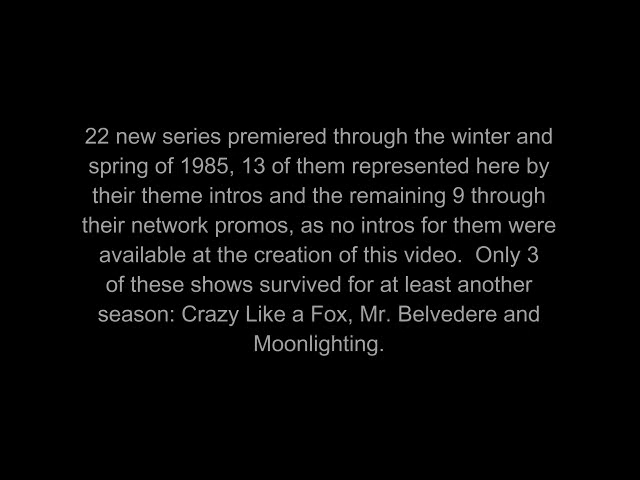 22 new series premiered through the winter and
spring of 1985, 13 of them represented here by
their theme intros and the remaining 9 through
their network promos, as no intros for them were
available at the creation of this video.  Only 3
of these shows survived for at least another
season: Crazy Like a Fox, Mr. Belvedere and
Moonlighting.